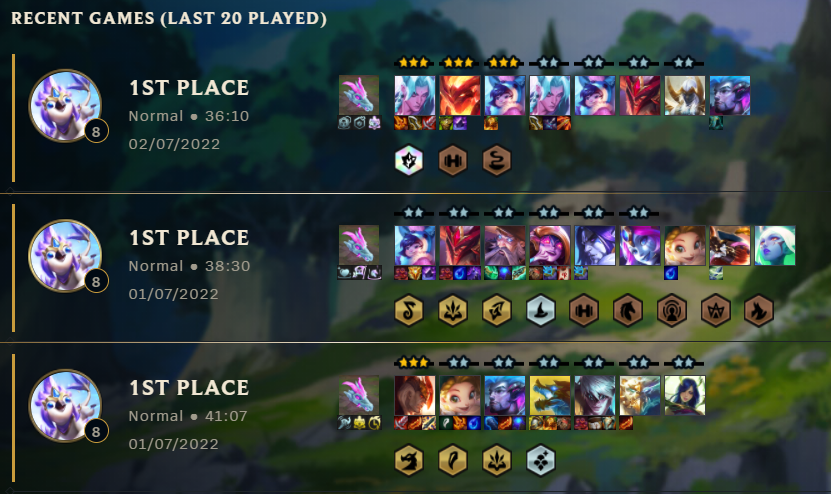 RECENT GAMES (LAST 20 PLAYED)
1ST PLACE
Normal ● 36:10
8
02/07/2022
1ST PLACE
Normal ● 38:30
8
01/07/2022
1ST PLACE
Normal ● 41:07
8
01/07/2022